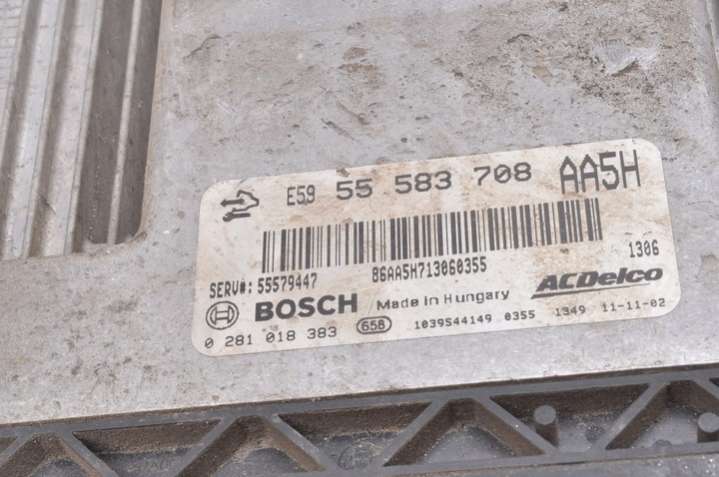 E59 55 583 708 AA5H
B6AA5H713060355 1306
SERV#: 55579447
BOSCH Made in Hungary ACDelco
0 281 018 383 658 1039S44149 0355 1349 11-11-02